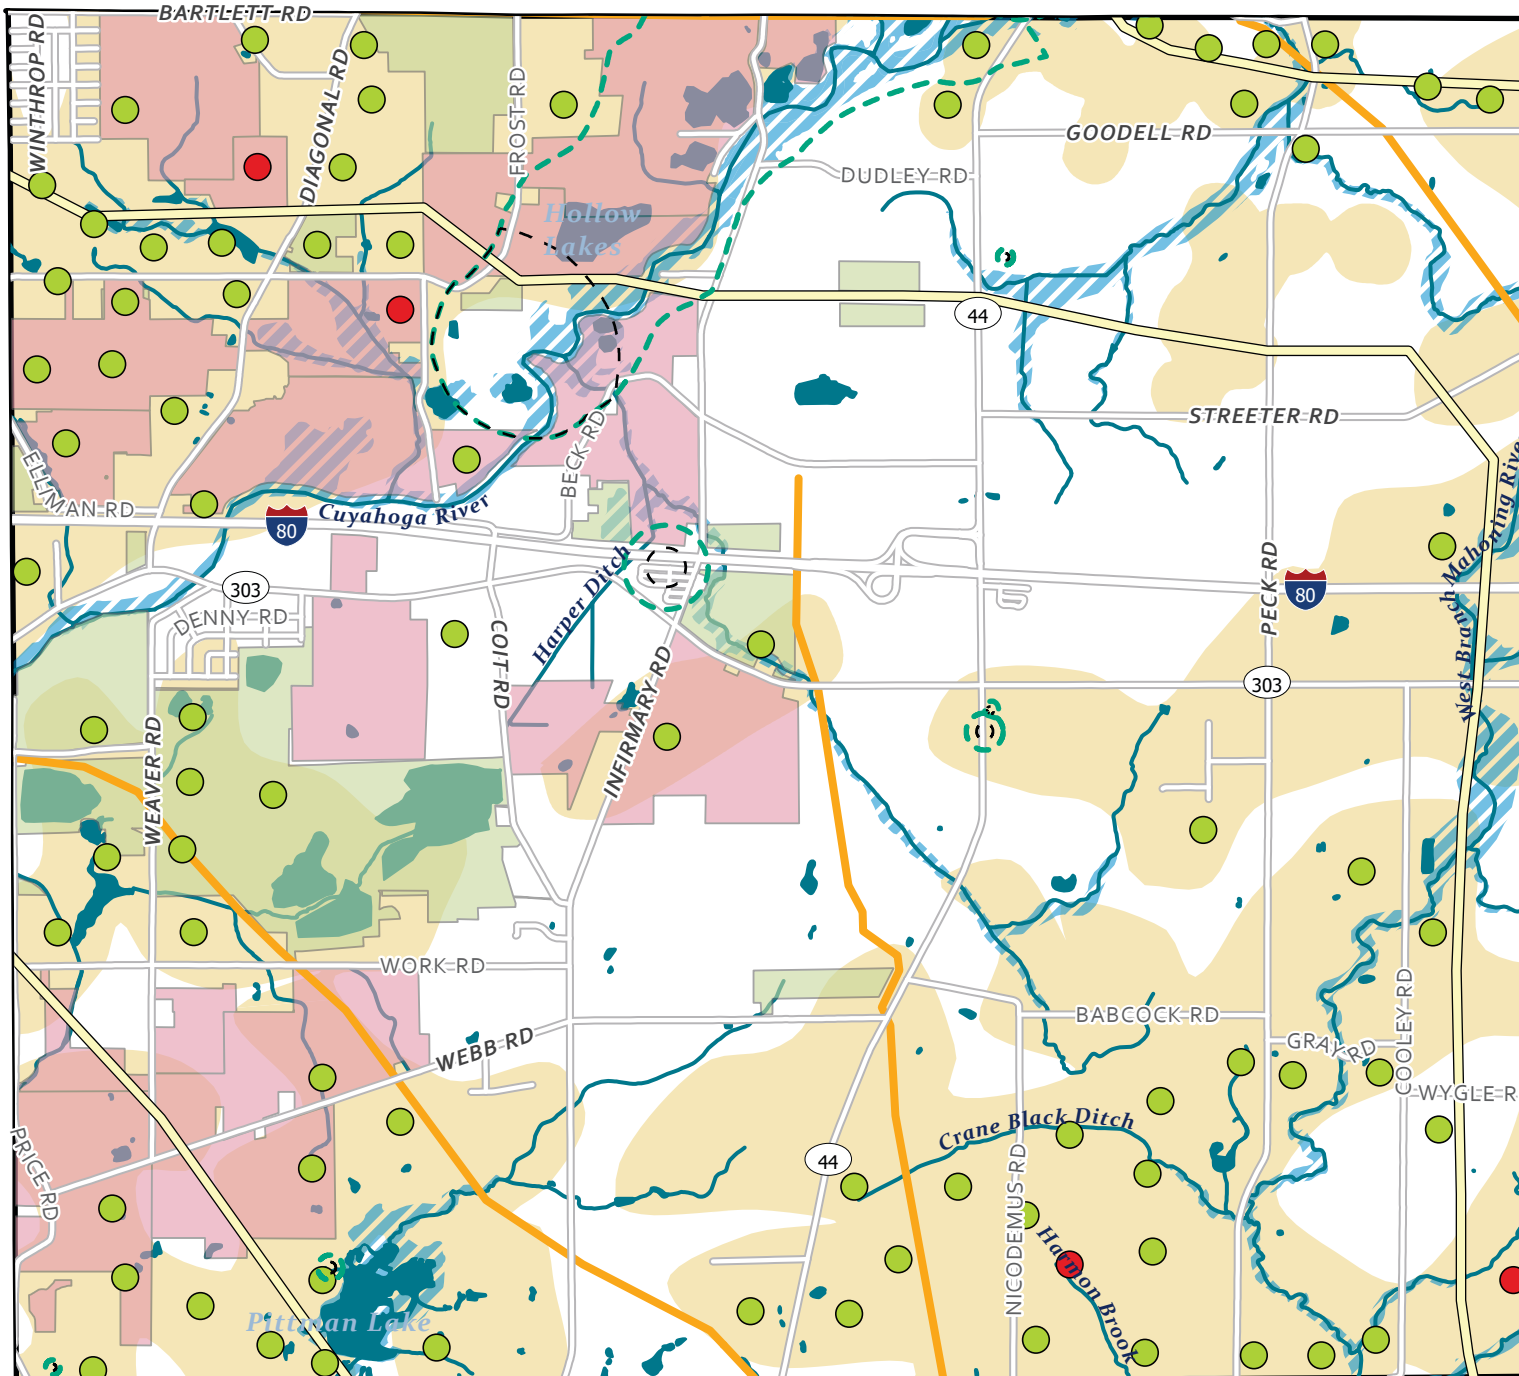 BARTLETT RD
WINTHROP RD
DIAGONAL RD
FROST RD
GOODELL RD
DUDLEY RD
Hollow
Lakes
44
STREETER RD
BECK RD
ELLIMAN RD
80
Cuyahoga River
West Branch Mahoning River
303
DENNY RD
Harper Ditch
COIT RD
INFIRMARY RD
PECK RD
80
303
WEAVER RD
WORK RD
WEBB RD
BABCOCK RD
GRAY RD
COOLEY RD
WYGLE R
PRICE RD
Crane Black Ditch
44
NICODEMUS RD
Harmon Brook
Pittman Lake